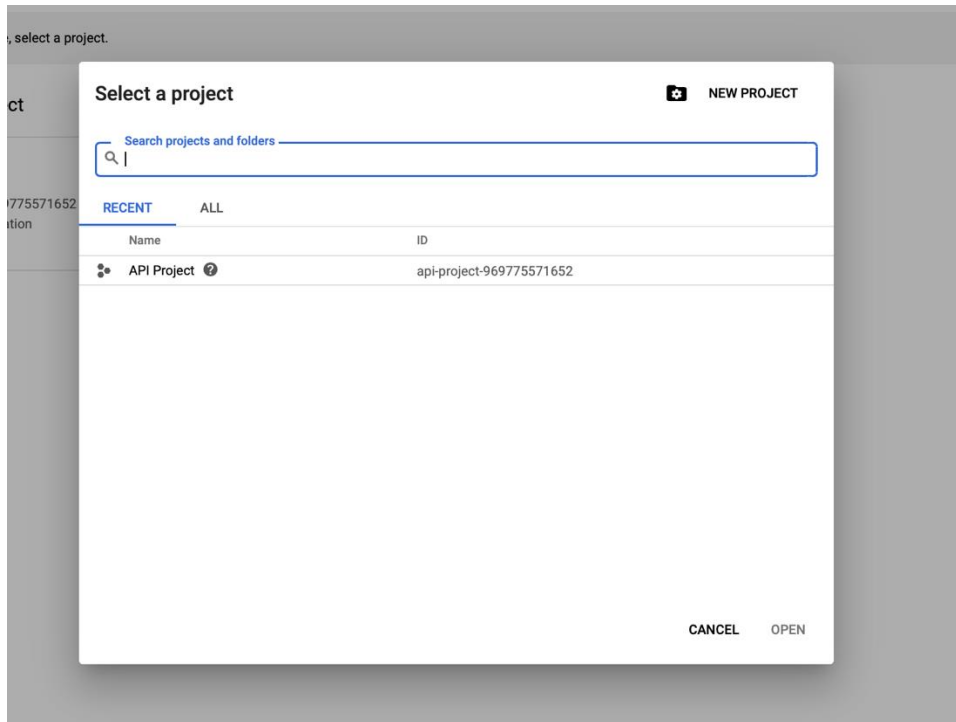 , select a project.
ct
Select a project
NEW PROJECT
Search projects and folders
9775571652
ation
RECENT ALL
Name ID
API Project api-project-969775571652
CANCEL OPEN